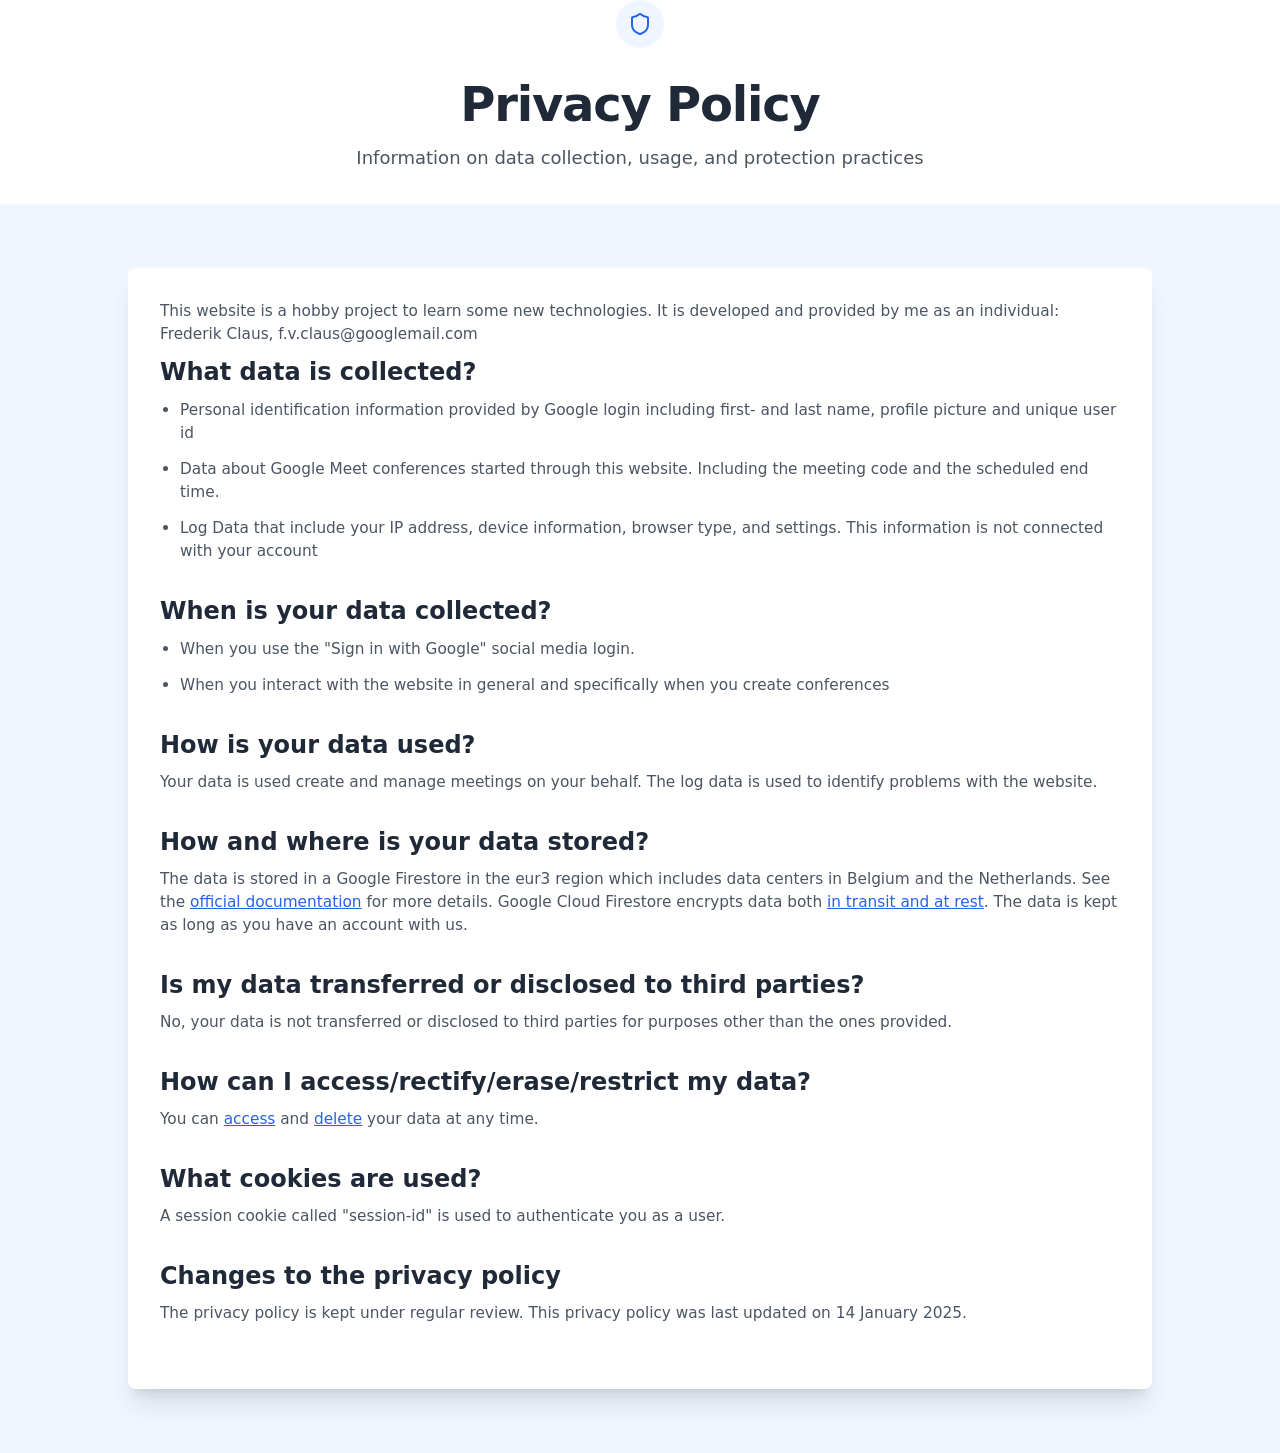 Privacy Policy
Information on data collection, usage, and protection practices
This website is a hobby project to learn some new technologies. It is developed and provided by me as an individual:
Frederik Claus, f.v.claus@googlemail.com
What data is collected?
• Personal identification information provided by Google login including first- and last name, profile picture and unique user
id
• Data about Google Meet conferences started through this website. Including the meeting code and the scheduled end
time.
• Log Data that include your IP address, device information, browser type, and settings. This information is not connected
with your account
When is your data collected?
• When you use the "Sign in with Google" social media login.
• When you interact with the website in general and specifically when you create conferences
How is your data used?
Your data is used create and manage meetings on your behalf. The log data is used to identify problems with the website.
How and where is your data stored?
The data is stored in a Google Firestore in the eur3 region which includes data centers in Belgium and the Netherlands. See
the official documentation for more details. Google Cloud Firestore encrypts data both in transit and at rest. The data is kept
as long as you have an account with us.
Is my data transferred or disclosed to third parties?
No, your data is not transferred or disclosed to third parties for purposes other than the ones provided.
How can I access/rectify/erase/restrict my data?
You can access and delete your data at any time.
What cookies are used?
A session cookie called "session-id" is used to authenticate you as a user.
Changes to the privacy policy
The privacy policy is kept under regular review. This privacy policy was last updated on 14 January 2025.